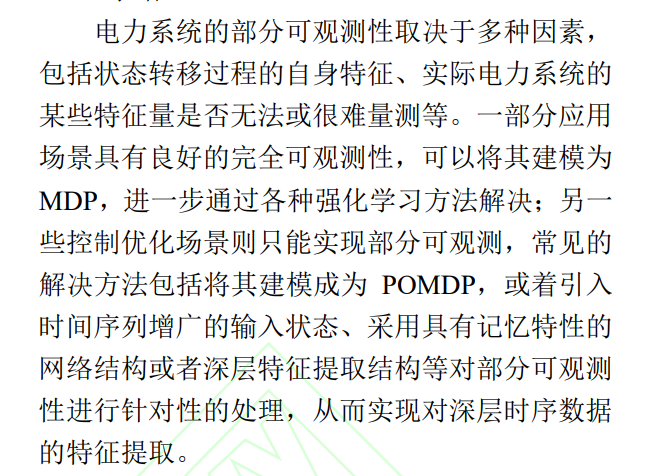 电力系统的部分可观测性取决于多种因素，
包括状态转移过程的自身特征、实际电力系统的
某些特征量是否无法或很难量测等。一部分应用
场景具有良好的完全可观测性，可以将其建模为
MDP，进一步通过各种强化学习方法解决；另一
些控制优化场景则只能实现部分可观测，常见的
解决方法包括将其建模成为 POMDP，或着引入
时间序列增广的输入状态、采用具有记忆特性的
网络结构或者深层特征提取结构等对部分可观测
性进行针对性的处理，从而实现对深层时序数据
的特征提取。